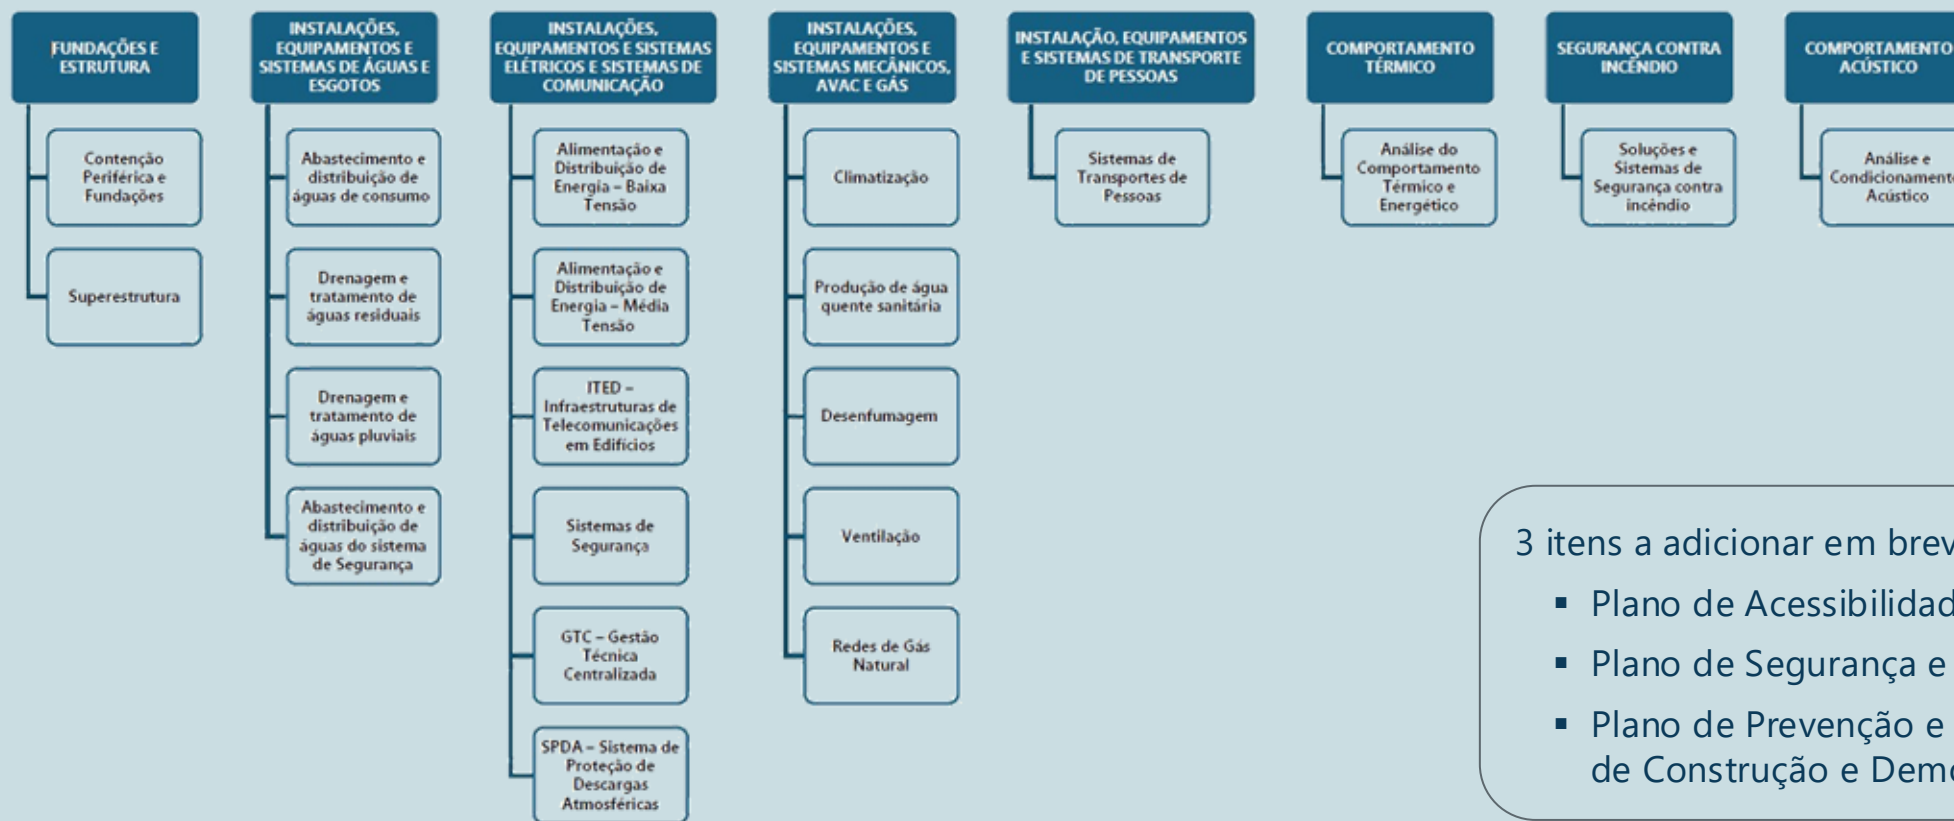 FUNDAÇÕES E
ESTRUTURA
Contenção
Periférica e
Fundações
Superestrutura
INSTALAÇÕES,
EQUIPAMENTOS E
SISTEMAS DE ÁGUAS E
ESGOTOS
Abastecimento e
distribuição de
águas de consumo
Drenagem e
tratamento de
águas residuais
Drenagem e
tratamento de
águas pluviais
Abastecimento e
distribuição de
águas do sistema
de Segurança
INSTALAÇÕES,
EQUIPAMENTOS E SISTEMAS
ELÉTRICOS E SISTEMAS DE
COMUNICAÇÃO
Alimentação e
Distribuição de
Energia – Baixa
Tensão
Alimentação e
Distribuição de
Energia – Média
Tensão
ITED –
Infraestruturas de
Telecomunicações
em Edifícios
Sistemas de
Segurança
GTC – Gestão
Técnica
Centralizada
SPDA – Sistema de
Proteção de
Descargas
Atmosféricas
INSTALAÇÕES,
EQUIPAMENTOS E
SISTEMAS MECÂNICOS,
AVAC E GÁS
Climatização
Produção de água
quente sanitária
Desenfumagem
Ventilação
Redes de Gás
Natural
INSTALAÇÃO, EQUIPAMENTOS
E SISTEMAS DE TRANSPORTE
DE PESSOAS
Sistemas de
Transportes de
Pessoas
COMPORTAMENTO
TÉRMICO
Análise do
Comportamento
Térmico e
Energético
SEGURANÇA CONTRA
INCÊNDIO
Soluções e
Sistemas de
Segurança contra
incêndio
COMPORTAMENTO
ACÚSTICO
Análise e
Condicionamento
Acústico
3 itens a adicionar em brev
▪ Plano de Acessibilidad
▪ Plano de Segurança e
▪ Plano de Prevenção e
de Construção e Demo